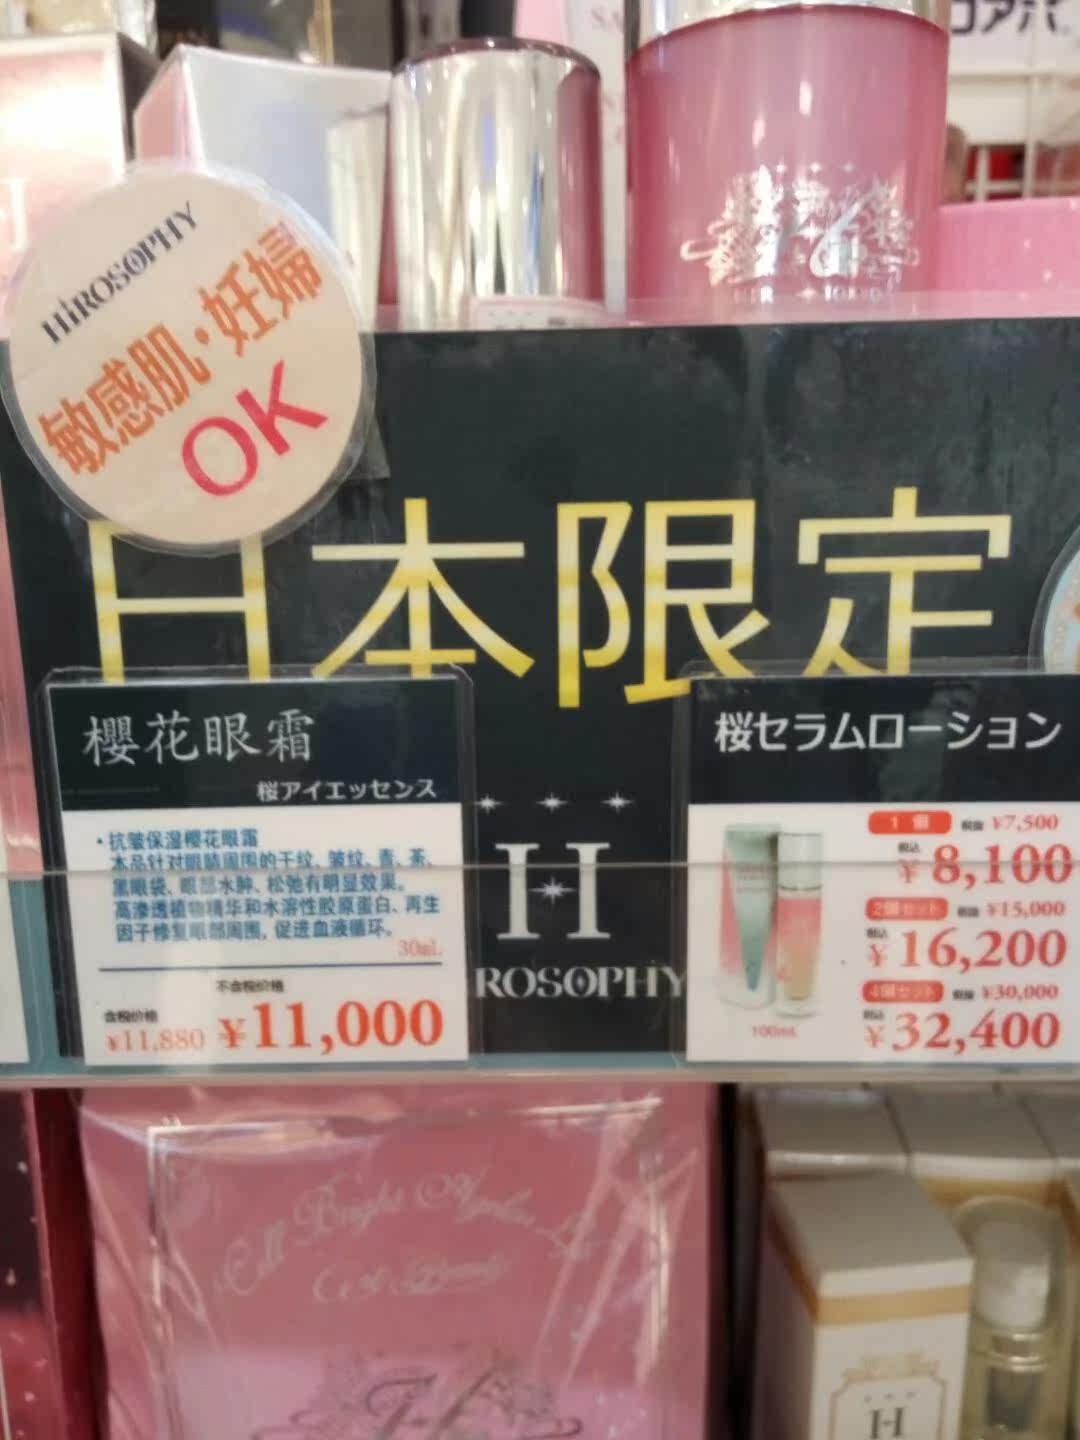 コアバ
HiROSOPHY
敏感肌・妊婦
OK
日本限定
櫻花眼霜
桜アイエッセンス
・抗皱保湿櫻花眼霜
本品针对眼睛周围的干纹、皱纹、青、茶、
黑眼袋、眼部水肿、松弛有明显效果。
高渗透植物精华和水溶性胶原蛋白、再生
因子修复眼部周围,促进血液循环。
30mL
不含税价格
含税价格
¥11,880 ¥11,000
H
ROSOPHY
桜セラムローション
1個 税抜 ¥7,500
税込
¥8,100
2個セット 税抜 ¥15,000
税込
¥16,200
4個セット 税抜 ¥30,000
税込
¥32,400
100mL
Cell Bright
H